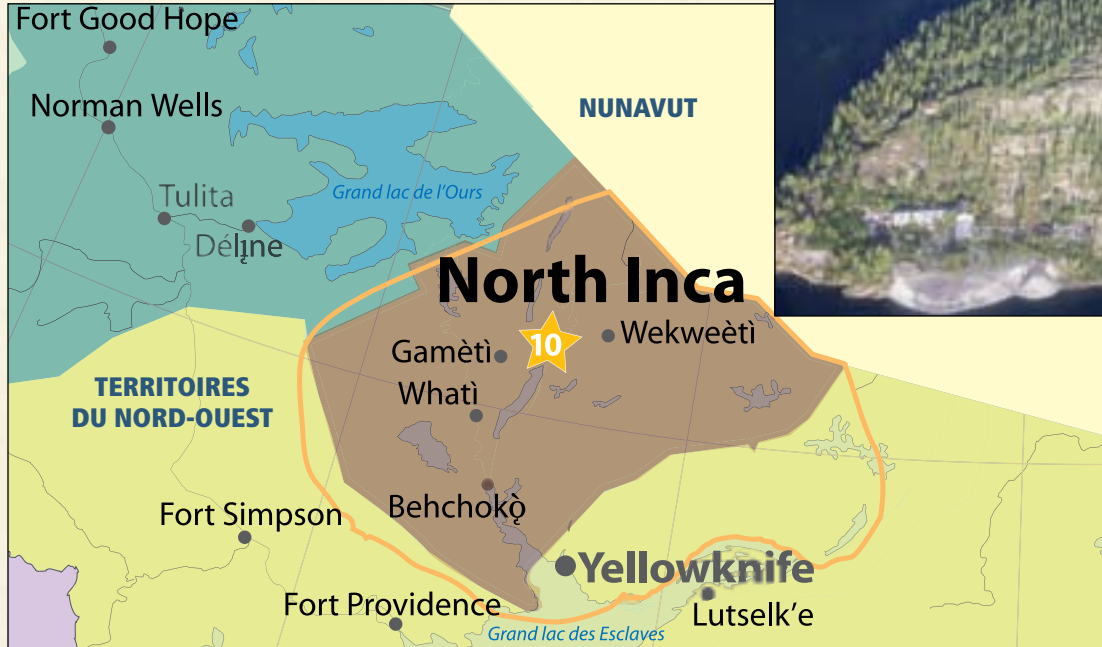 Fort Good Hope
Norman Wells
NUNAVUT
Tulita
Grand lac de l'Ours
Délı̨ne
North Inca
10
Wekweètì
Gamètì
Whatì
TERRITOIRES
DU NORD-OUEST
Behchokǫ̀
Fort Simpson
Yellowknife
Fort Providence
Lutselk'e
Grand lac des Esclaves